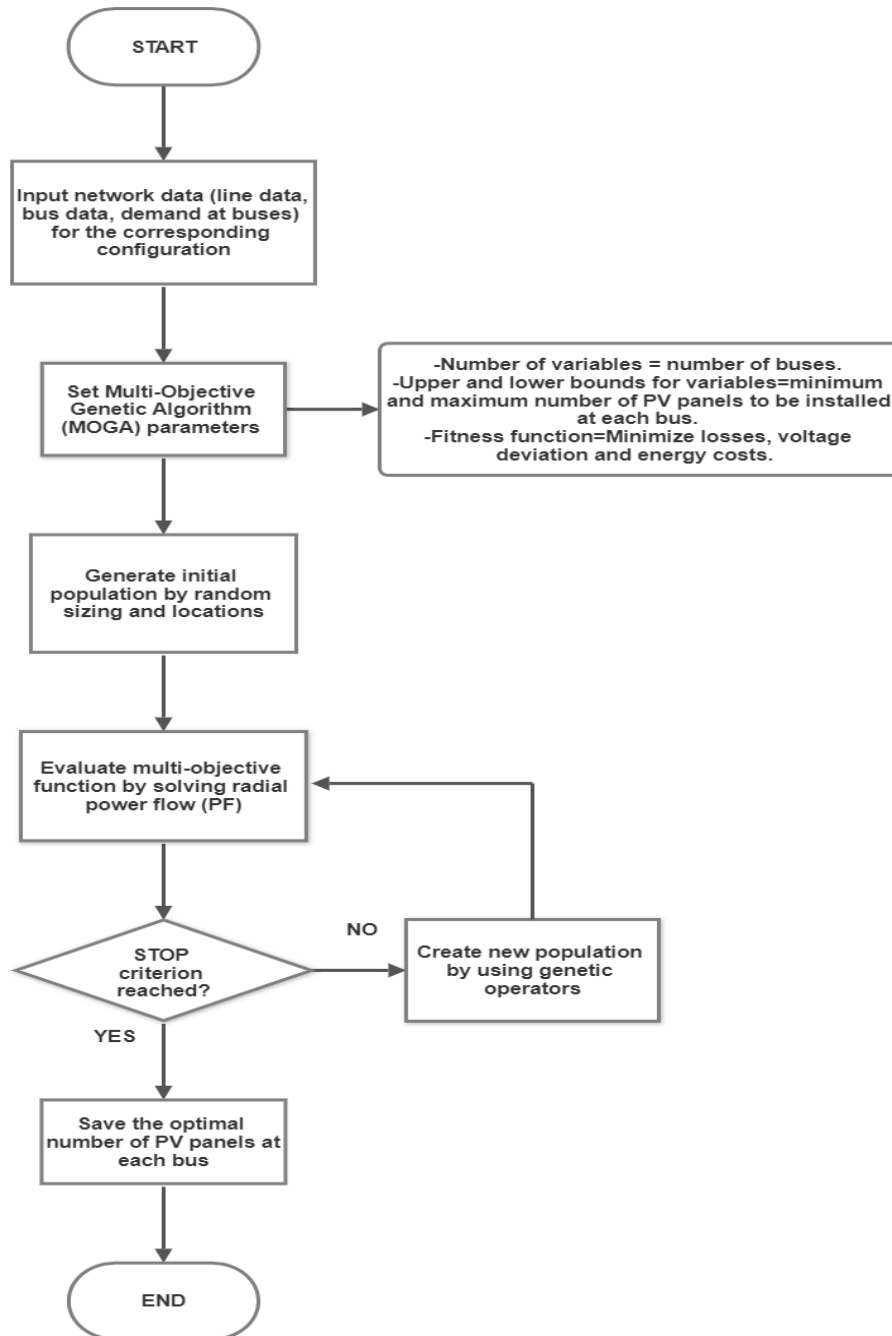 START
Input network data (line data,
bus data, demand at buses)
for the corresponding
configuration
Set Multi-Objective
Genetic Algorithm
(MOGA) parameters
-Number of variables = number of buses.
-Upper and lower bounds for variables=minimum
and maximum number of PV panels to be installed
at each bus.
-Fitness function=Minimize losses, voltage
deviation and energy costs.
Generate initial
population by random
sizing and locations
Evaluate multi-objective
function by solving radial
power flow (PF)
STOP
criterion
reached?
NO
Create new population
by using genetic
operators
YES
Save the optimal
number of PV panels at
each bus
END